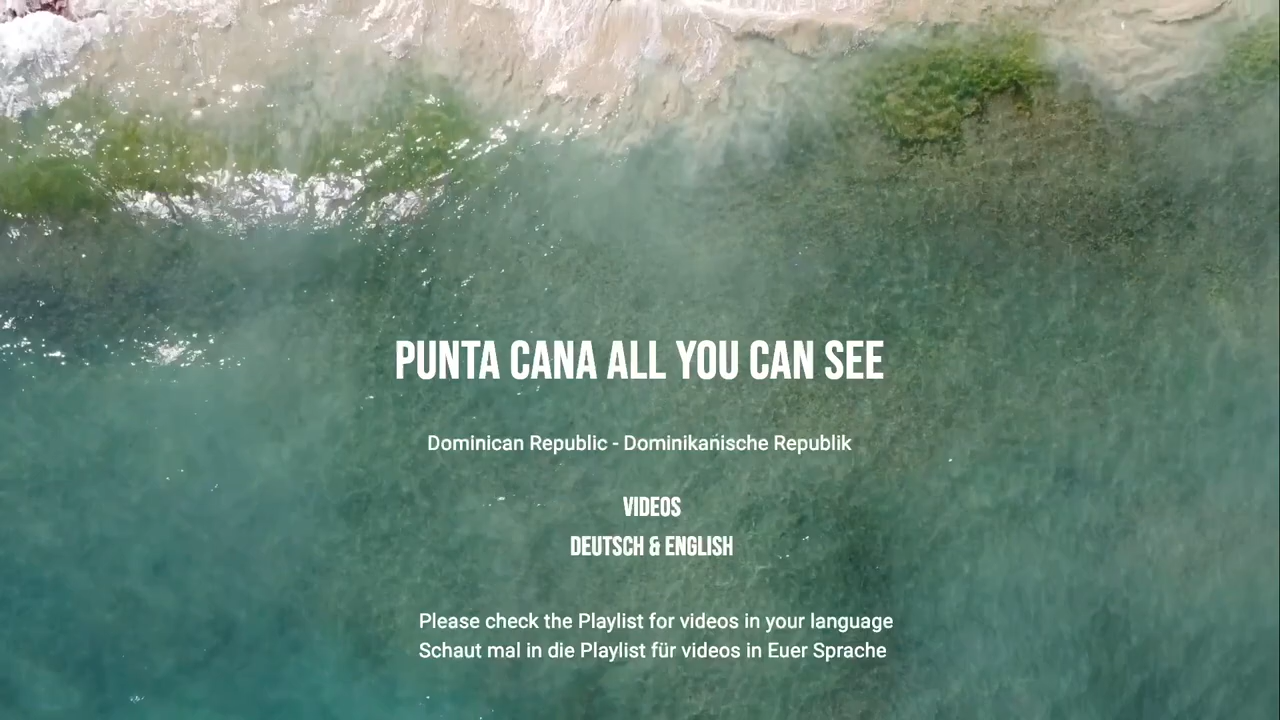 PUNTA CANA ALL YOU CAN SEE
Dominican Republic - Dominikanische Republik
VIDEOS
DEUTSCH & ENGLISH
Please check the Playlist for videos in your language
Schaut mal in die Playlist für videos in Euer Sprache